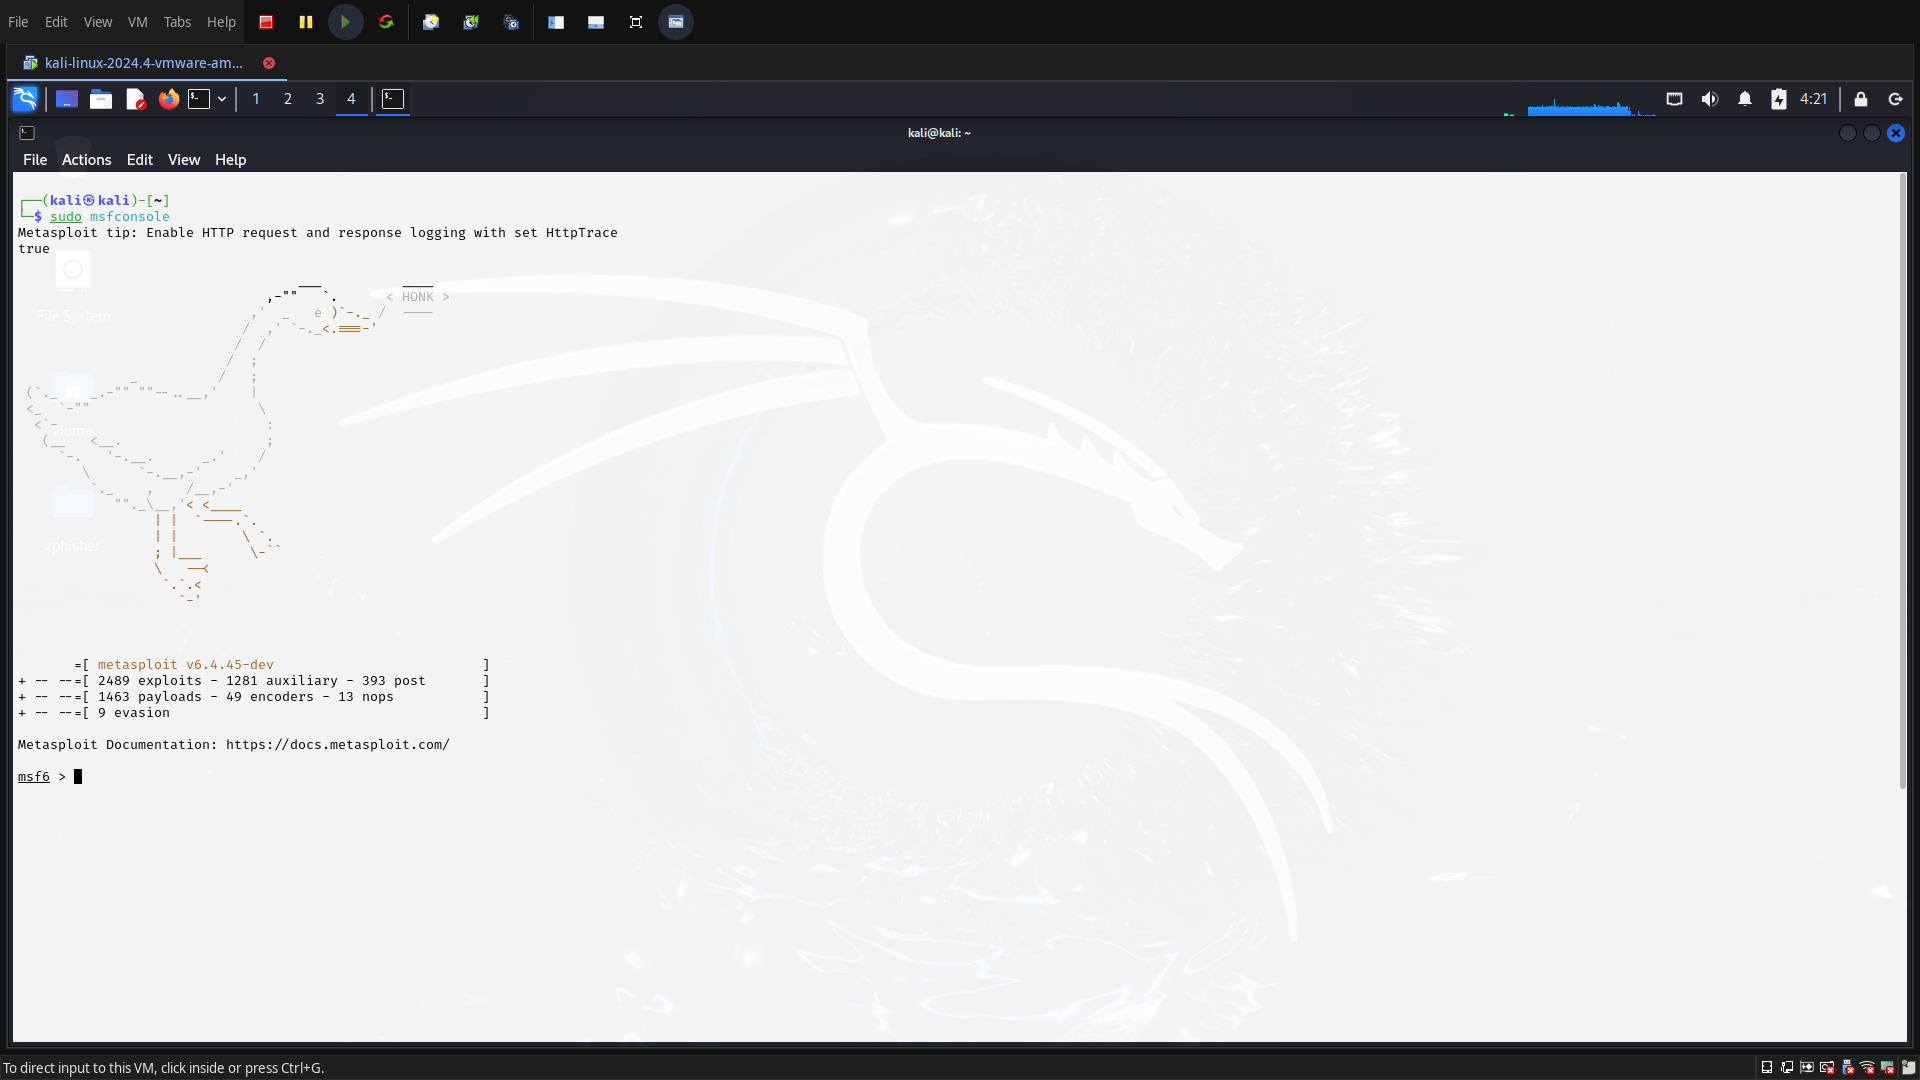 File Edit View VM Tabs Help
kali-linux-2024.4-vmware-am...
1 2 3 4 4:21
kali@kali: ~
File Actions Edit View Help
┌──(kali㉿kali)-[~]
└─$ sudo msfconsole
Metasploit tip: Enable HTTP request and response logging with set HttpTrace
true
< HONK >
e
File System
Home
zphisher
=[ metasploit v6.4.45-dev ]
+ -- --=[ 2489 exploits - 1281 auxiliary - 393 post ]
+ -- --=[ 1463 payloads - 49 encoders - 13 nops ]
+ -- --=[ 9 evasion ]
Metasploit Documentation: https://docs.metasploit.com/
msf6 >
To direct input to this VM, click inside or press Ctrl+G.